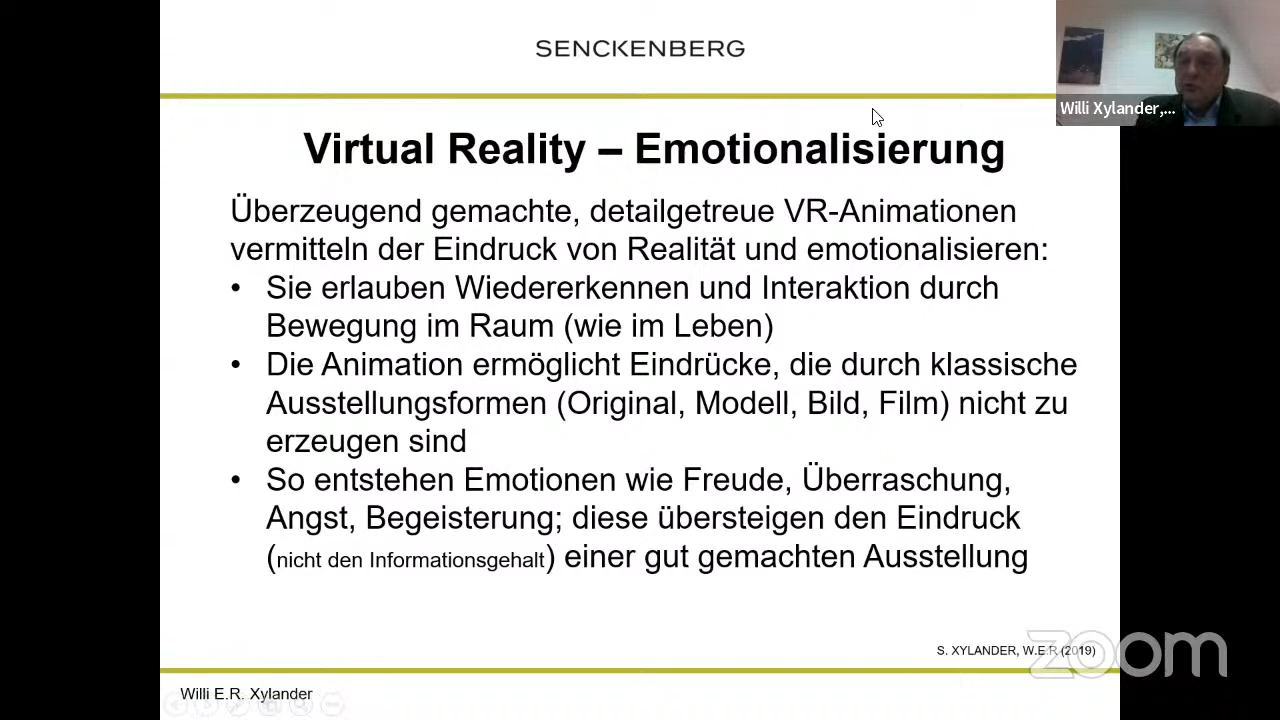 SENCKENBERG
Willi Xylander,...
Virtual Reality – Emotionalisierung
Überzeugend gemachte, detailgetreue VR-Animationen
vermitteln der Eindruck von Realität und emotionalisieren:
• Sie erlauben Wiedererkennen und Interaktion durch
Bewegung im Raum (wie im Leben)
• Die Animation ermöglicht Eindrücke, die durch klassische
Ausstellungsformen (Original, Modell, Bild, Film) nicht zu
erzeugen sind
• So entstehen Emotionen wie Freude, Überraschung,
Angst, Begeisterung; diese übersteigen den Eindruck
(nicht den Informationsgehalt) einer gut gemachten Ausstellung
S. XYLANDER, W.E.R (2019)
zoom
Willi E.R. Xylander